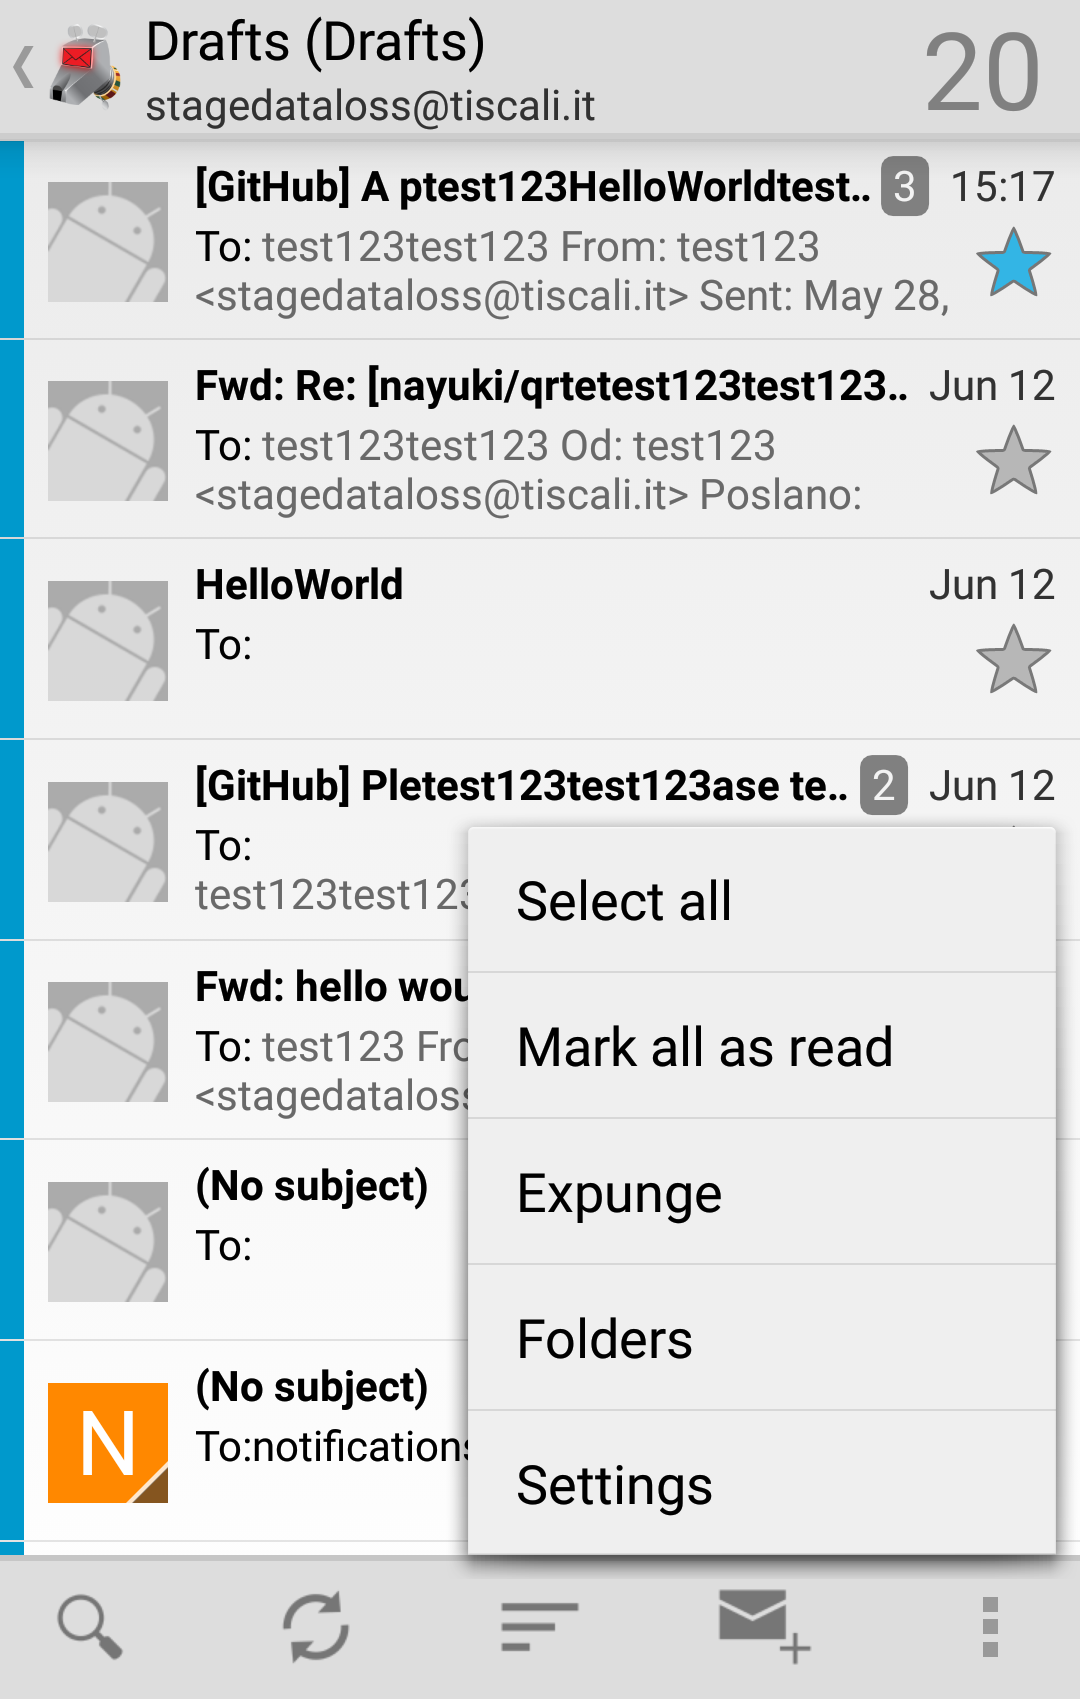 Drafts (Drafts)
stagedataloss@tiscali.it
20
[GitHub] A ptest123HelloWorldtest.. 3 15:17
To: test123test123 From: test123
<stagedataloss@tiscali.it> Sent: May 28,
Fwd: Re: [nayuki/qrtetest123test123.. Jun 12
To: test123test123 Od: test123
<stagedataloss@tiscali.it> Poslano:
HelloWorld Jun 12
To:
[GitHub] Pletest123test123ase te.. 2 Jun 12
To:
test123test123
Fwd: hello wou
To: test123 Fro
<stagedataloss
(No subject)
To:
N
(No subject)
To:notifications
Select all
Mark all as read
Expunge
Folders
Settings